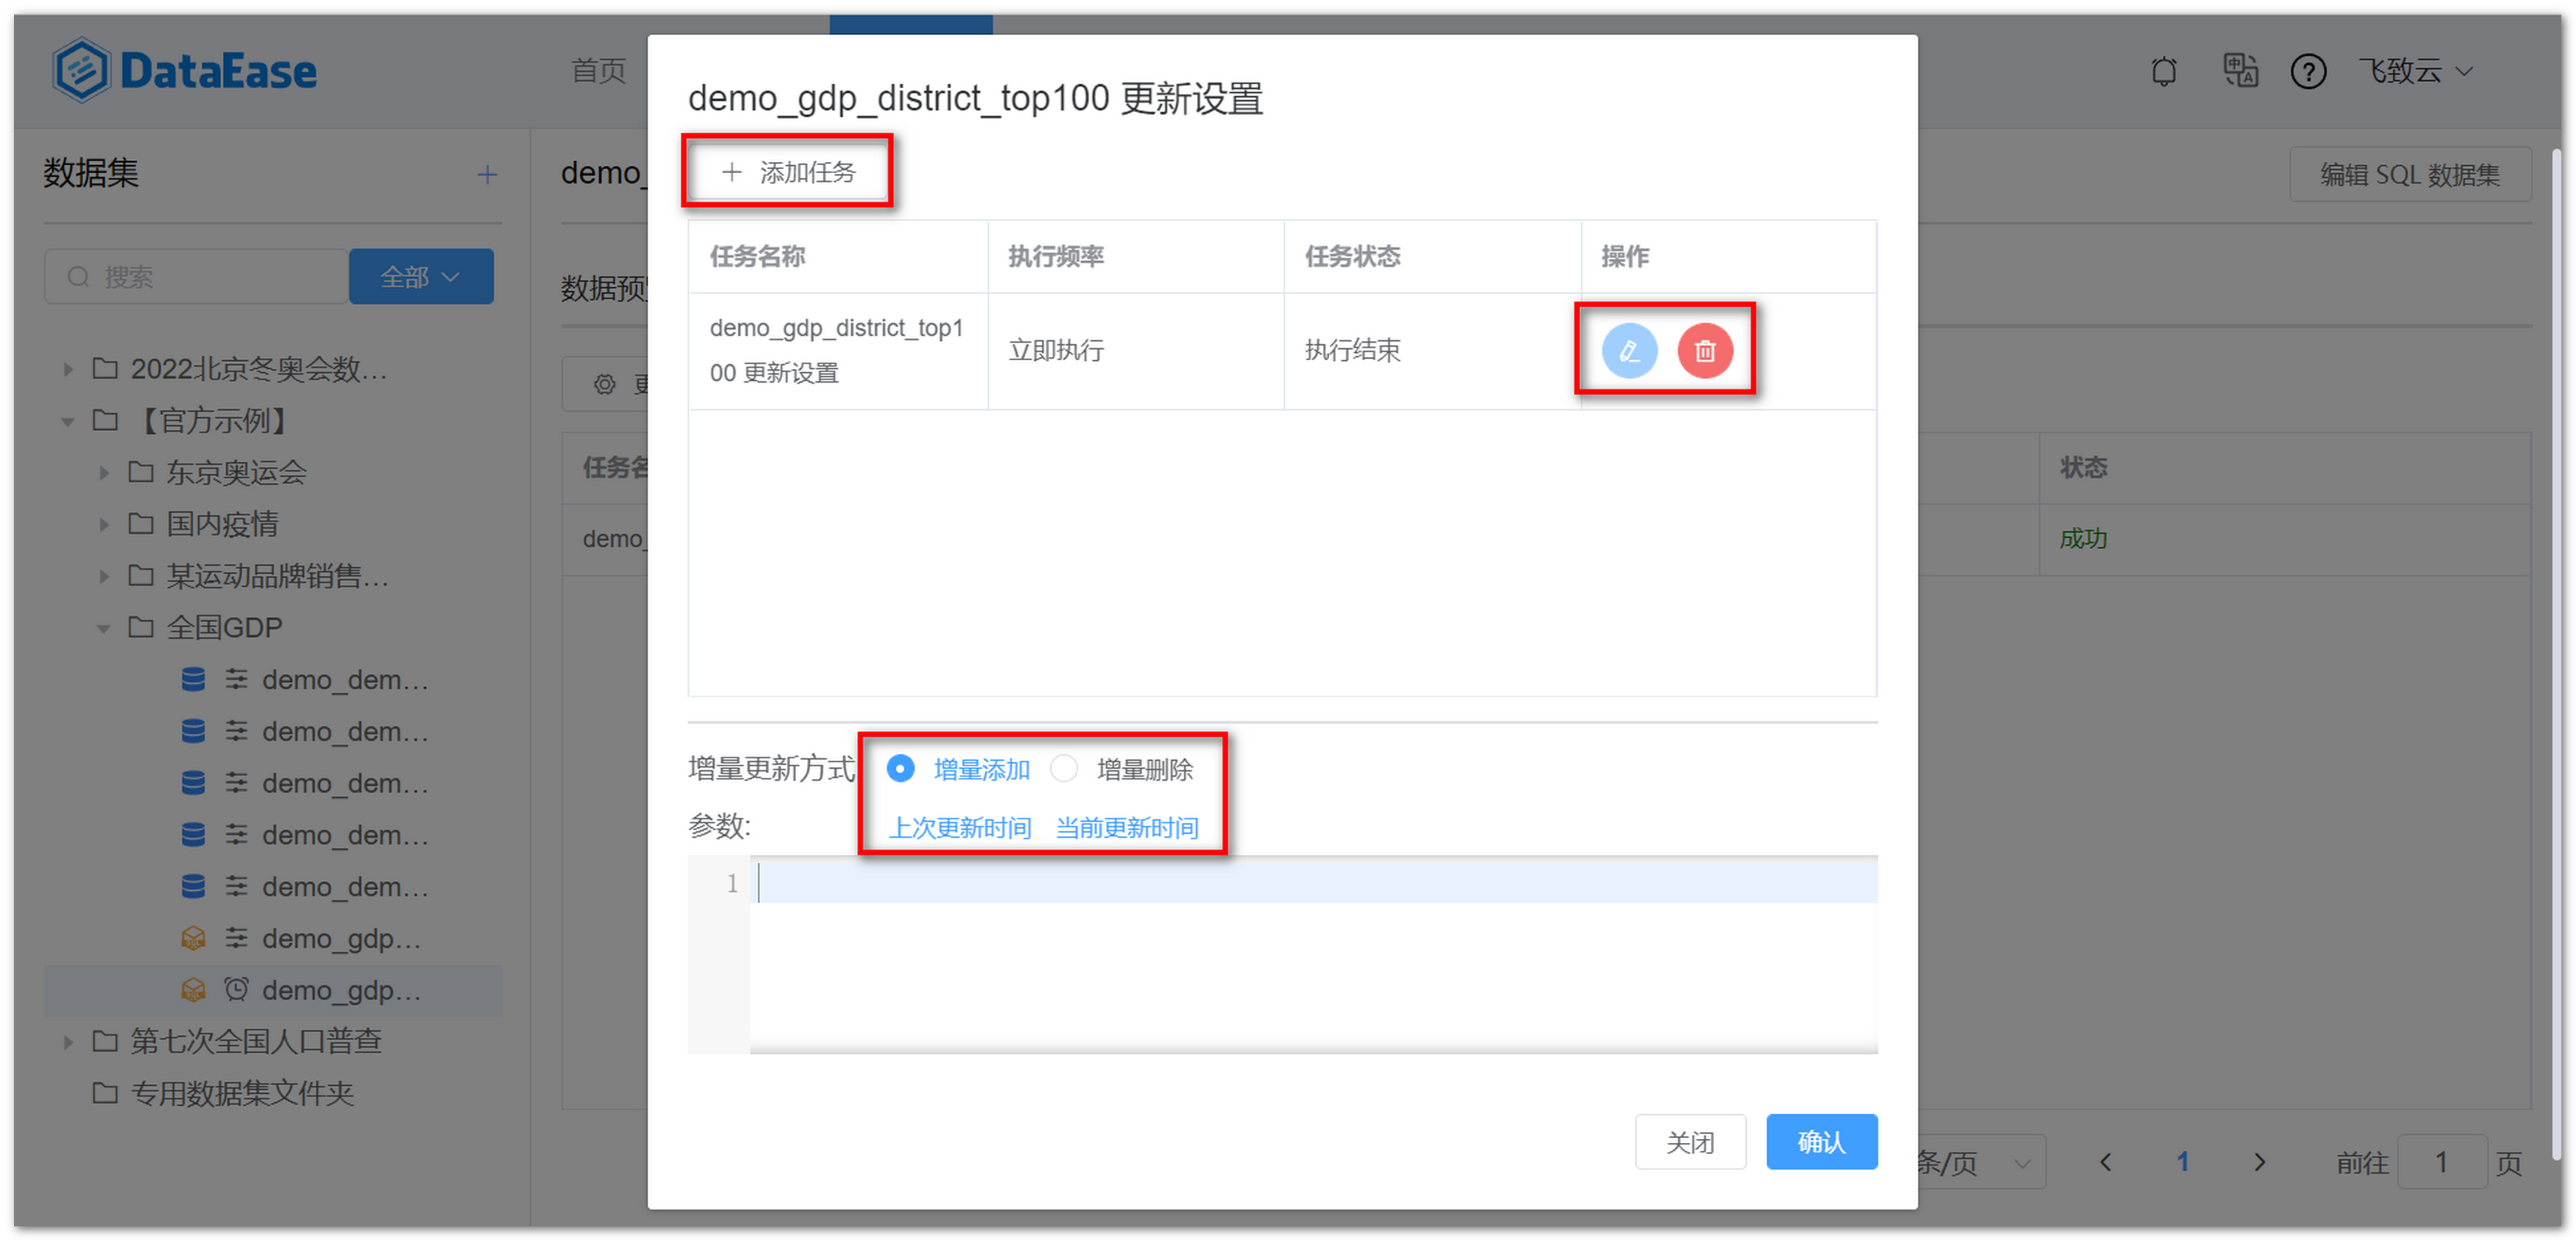 DataEase
首页
飞致云
数据集
搜索
全部
2022北京冬奥会数...
【官方示例】
东京奥运会
国内疫情
某运动品牌销售...
全国GDP
demo_dem...
demo_dem...
demo_dem...
demo_dem...
demo_dem...
demo_gdp...
demo_gdp...
第七次全国人口普查
专用数据集文件夹
demo_
编辑 SQL 数据集
数据预
任务名
状态
demo_
成功
条/页
1
前往 1 页
demo_gdp_district_top100 更新设置
添加任务
任务名称 执行频率 任务状态 操作
demo_gdp_district_top1
00 更新设置
立即执行
执行结束
增量更新方式 增量添加 增量删除
参数: 上次更新时间 当前更新时间
1
关闭 确认